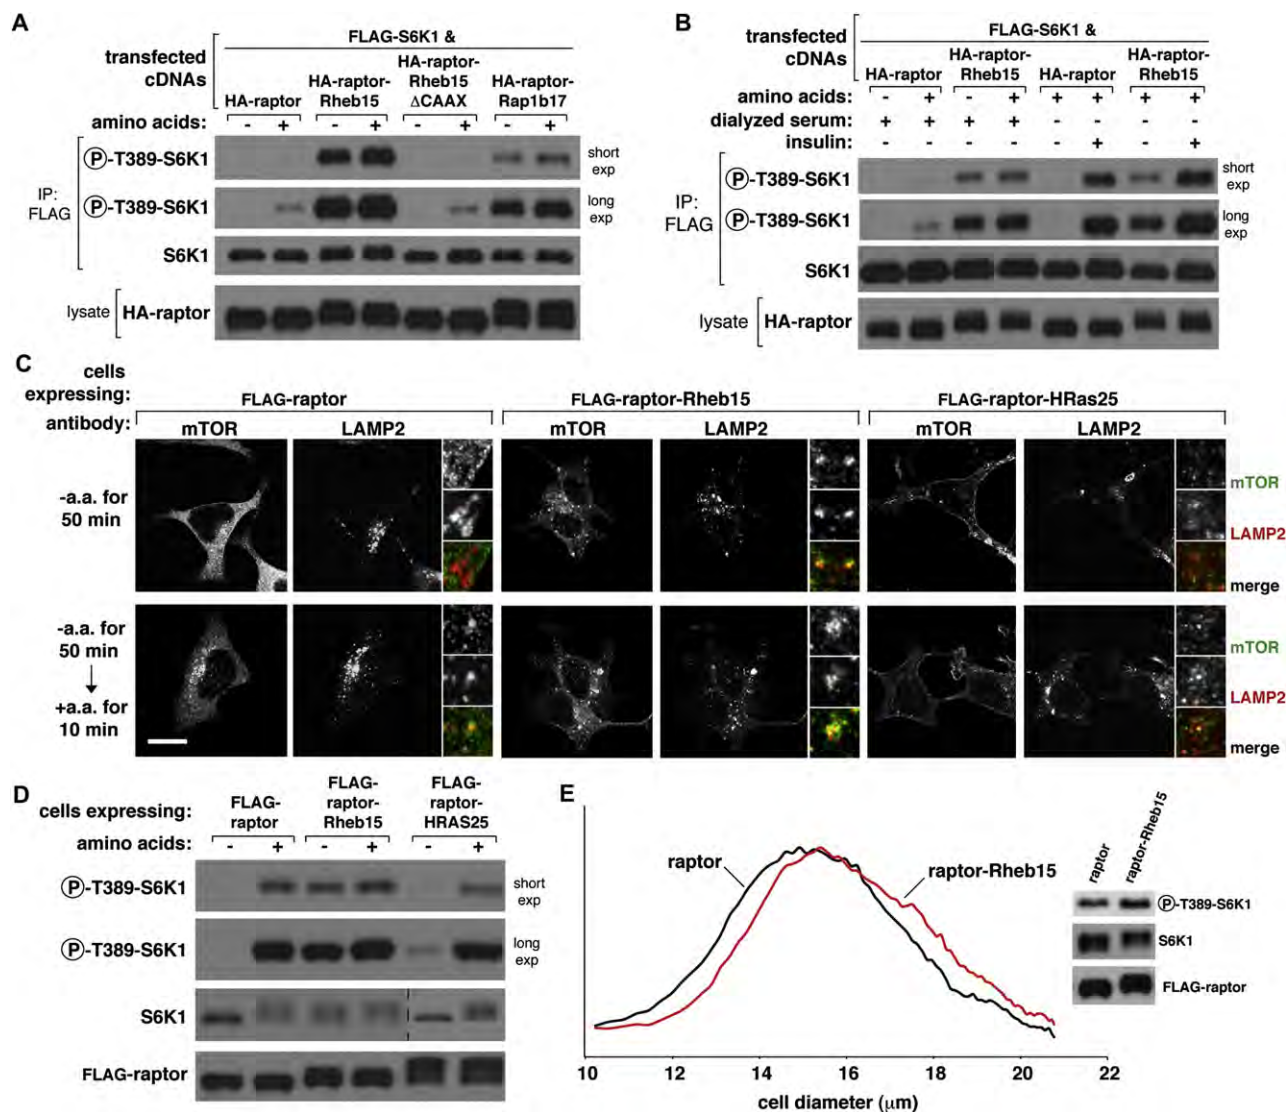 A
FLAG-S6K1 &
transfected
cDNAs
HA-raptor
HA-raptor-
Rheb15
HA-raptor-
Rheb15
ΔCAAX
HA-raptor-
Rap1b17
amino acids: - + - + - + - +
IP:
FLAG
Ⓟ-T389-S6K1
short
exp
Ⓟ-T389-S6K1
long
exp
S6K1
lysate
HA-raptor
B
FLAG-S6K1 &
transfected
cDNAs
HA-raptor
HA-raptor-
Rheb15
HA-raptor
HA-raptor-
Rheb15
amino acids: - + - + + + + +
dialyzed serum: + + + + - - - -
insulin: - - - - - + - +
IP:
FLAG
Ⓟ-T389-S6K1
short
exp
Ⓟ-T389-S6K1
long
exp
S6K1
lysate
HA-raptor
C
cells
expressing:
FLAG-raptor
FLAG-raptor-Rheb15
FLAG-raptor-HRas25
antibody:
mTOR
LAMP2
mTOR
LAMP2
mTOR
LAMP2
-a.a. for
50 min
mTOR
LAMP2
merge
-a.a. for
50 min
+a.a. for
10 min
mTOR
LAMP2
merge
D
cells expressing:
FLAG-
raptor
FLAG-
raptor-
Rheb15
FLAG-
raptor-
HRAS25
amino acids: - + - + - +
Ⓟ-T389-S6K1
short
exp
Ⓟ-T389-S6K1
long
exp
S6K1
FLAG-raptor
E
raptor
raptor-Rheb15
raptor
raptor-Rheb15
Ⓟ-T389-S6K1
S6K1
FLAG-raptor
10 12 14 16 18 20 22
cell diameter (μm)